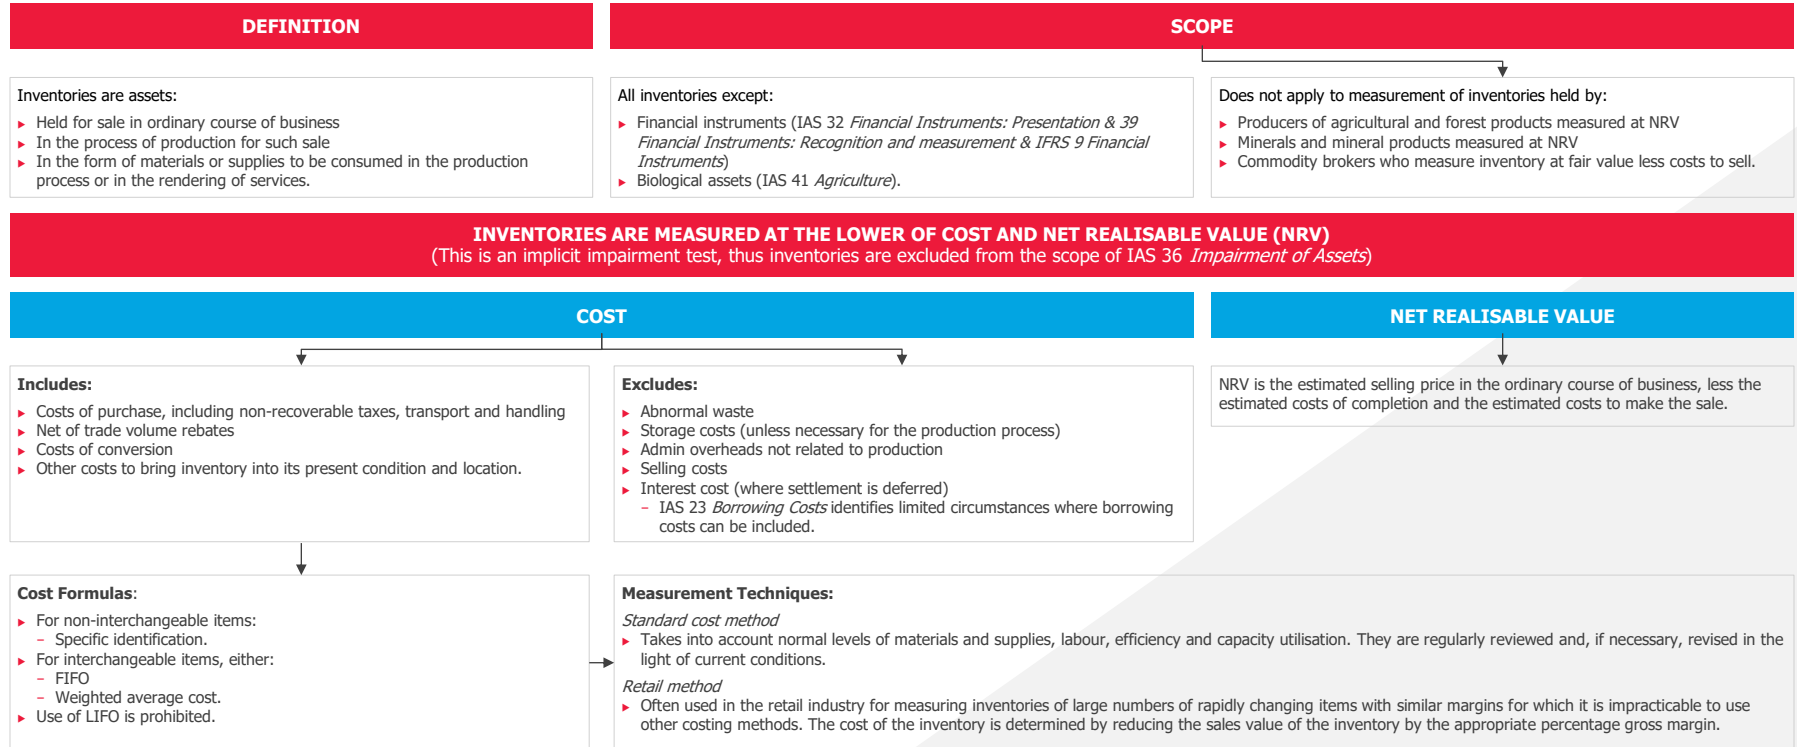 DEFINITION
SCOPE
Inventories are assets:
► Held for sale in ordinary course of business
► In the process of production for such sale
► In the form of materials or supplies to be consumed in the production
process or in the rendering of services.
All inventories except:
► Financial instruments (IAS 32 Financial Instruments: Presentation & 39
Financial Instruments: Recognition and measurement & IFRS 9 Financial
Instruments)
► Biological assets (IAS 41 Agriculture).
Does not apply to measurement of inventories held by:
► Producers of agricultural and forest products measured at NRV
► Minerals and mineral products measured at NRV
► Commodity brokers who measure inventory at fair value less costs to sell.
INVENTORIES ARE MEASURED AT THE LOWER OF COST AND NET REALISABLE VALUE (NRV)
(This is an implicit impairment test, thus inventories are excluded from the scope of IAS 36 Impairment of Assets)
COST
NET REALISABLE VALUE
Includes:
► Costs of purchase, including non-recoverable taxes, transport and handling
► Net of trade volume rebates
► Costs of conversion
► Other costs to bring inventory into its present condition and location.
Excludes:
► Abnormal waste
► Storage costs (unless necessary for the production process)
► Admin overheads not related to production
► Selling costs
► Interest cost (where settlement is deferred)
– IAS 23 Borrowing Costs identifies limited circumstances where borrowing
costs can be included.
NRV is the estimated selling price in the ordinary course of business, less the
estimated costs of completion and the estimated costs to make the sale.
Cost Formulas:
► For non-interchangeable items:
– Specific identification.
► For interchangeable items, either:
– FIFO
– Weighted average cost.
► Use of LIFO is prohibited.
Measurement Techniques:
Standard cost method
► Takes into account normal levels of materials and supplies, labour, efficiency and capacity utilisation. They are regularly reviewed and, if necessary, revised in the
light of current conditions.
Retail method
► Often used in the retail industry for measuring inventories of large numbers of rapidly changing items with similar margins for which it is impracticable to use
other costing methods. The cost of the inventory is determined by reducing the sales value of the inventory by the appropriate percentage gross margin.